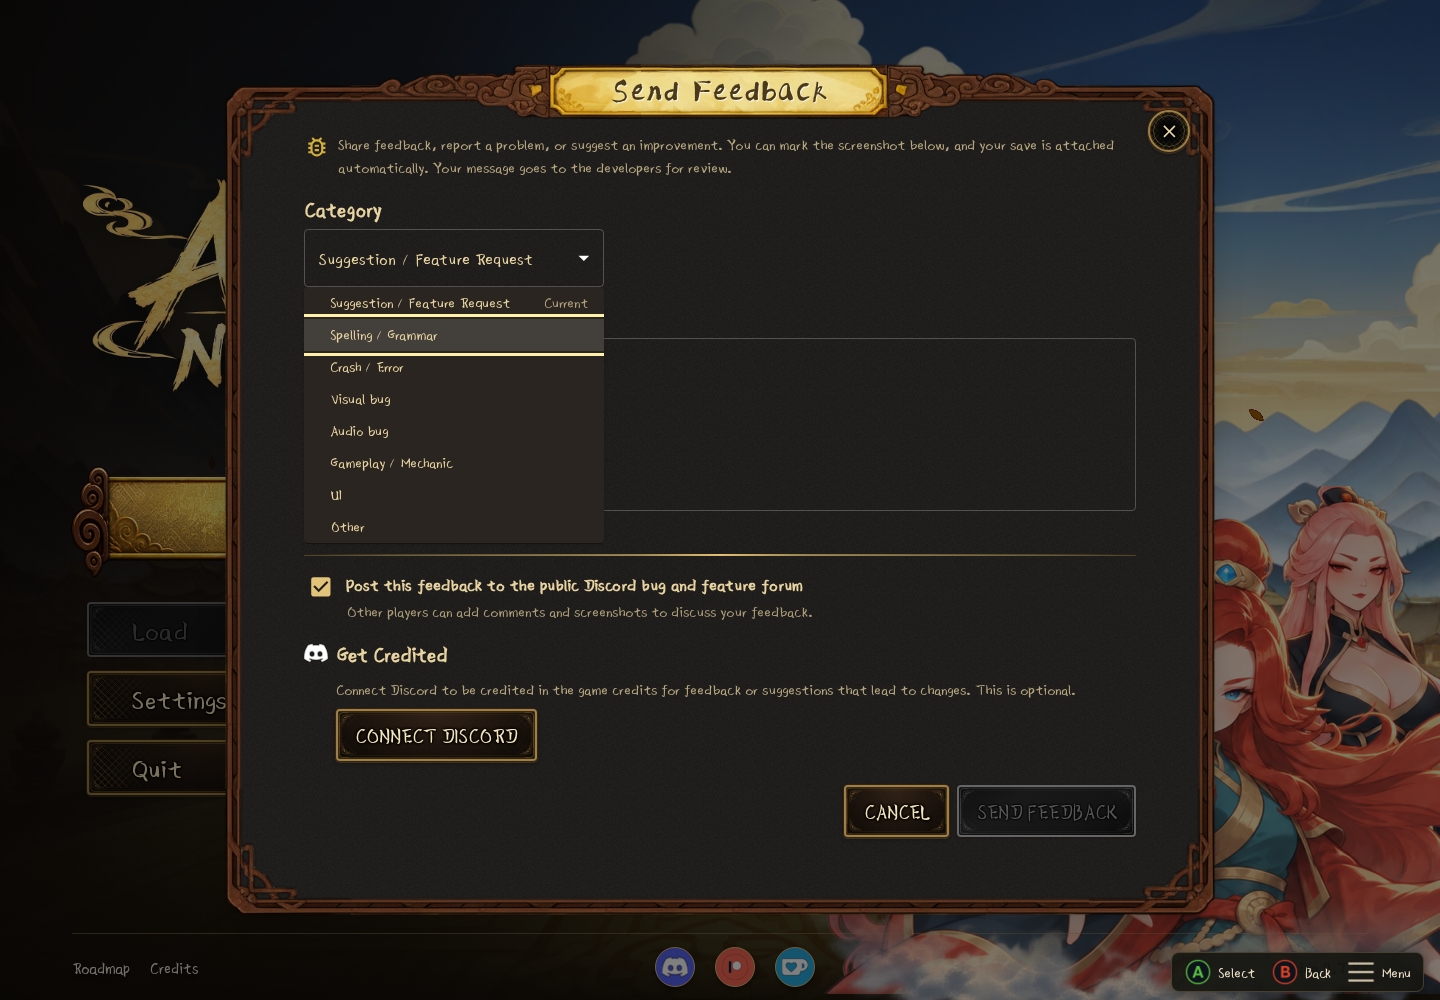 Send Feedback
Share feedback, report a problem, or suggest an improvement. You can mark the screenshot below, and your save is attached
automatically. Your message goes to the developers for review.
Category
Suggestion / Feature Request
Suggestion / Feature Request Current
Spelling / Grammar
Crash / Error
Visual bug
Audio bug
Gameplay / Mechanic
UI
Other
Post this feedback to the public Discord bug and feature forum
Other players can add comments and screenshots to discuss your feedback.
Get Credited
Connect Discord to be credited in the game credits for feedback or suggestions that lead to changes. This is optional.
CONNECT DISCORD
CANCEL
SEND FEEDBACK
Load
Settings
Quit
Roadmap
Credits
A Select
B Back
Menu